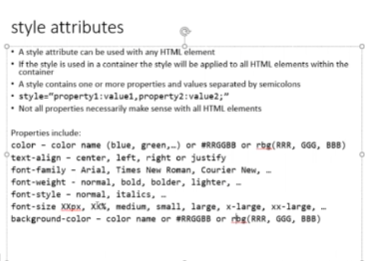 style attributes
• A style attribute can be used with any HTML element
• If the style is used in a container the style will be applied to all HTML elements within the
container
• A style contains one or more properties and values separated by semicolons
• style="property1:value1,property2:value2;"
• Not all properties necessarily make sense with all HTML elements
Properties include:
color – color name (blue, green,…) or #RRGGBB or rbg(RRR, GGG, BBB)
text-align – center, left, right or justify
font-family – Arial, Times New Roman, Courier New, …
font-weight - normal, bold, bolder, lighter, …
font-style – normal, italics, …
font-size XXpx, XX%, medium, small, large, x-large, xx-large, …
background-color – color name or #RRGGBB or rbg(RRR, GGG, BBB)